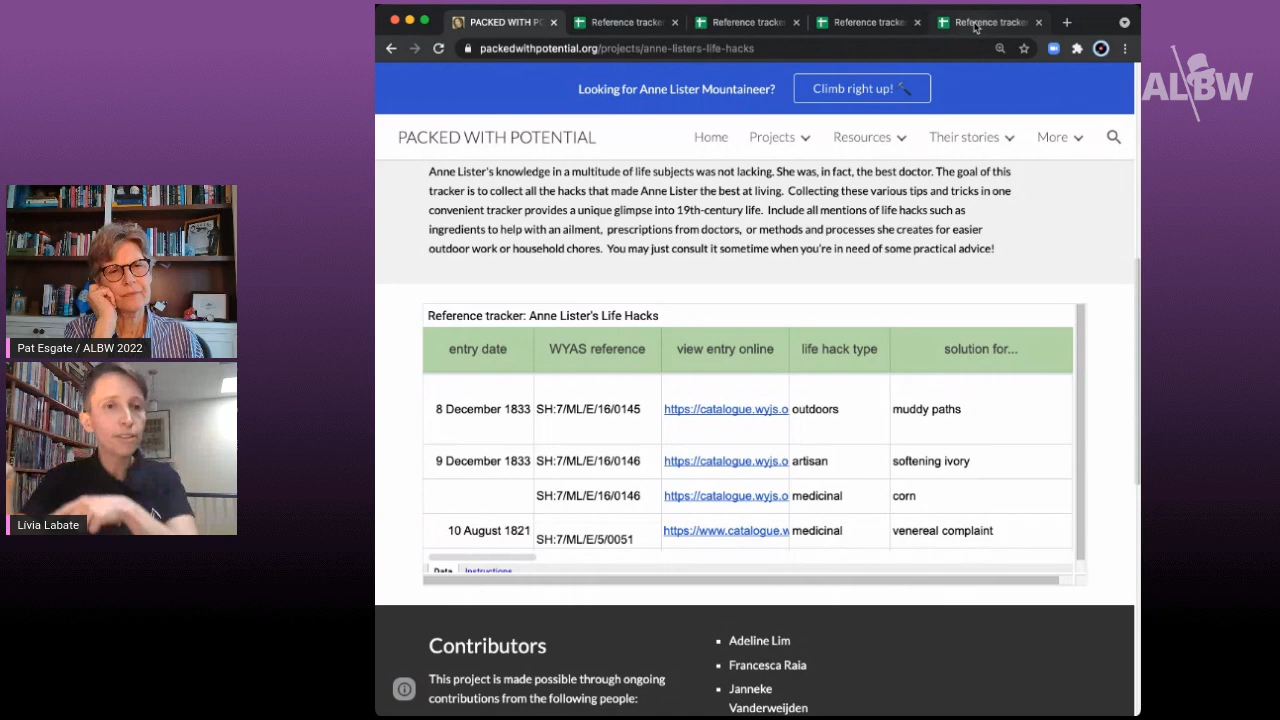 PACKED WITH P
Reference tracker
Reference tracker
Reference tracker
Reference tracker
packedwithpotential.org/projects/anne-listers-life-hacks
Looking for Anne Lister Mountaineer?
Climb right up!
ALBW
PACKED WITH POTENTIAL
Home
Projects
Resources
Their stories
More
Anne Lister's knowledge in a multitude of life subjects was not lacking. She was, in fact, the best doctor. The goal of this
tracker is to collect all the hacks that made Anne Lister the best at living. Collecting these various tips and tricks in one
convenient tracker provides a unique glimpse into 19th-century life. Include all mentions of life hacks such as
ingredients to help with an ailment, prescriptions from doctors, or methods and processes she creates for easier
outdoor work or household chores. You may just consult it sometime when you're in need of some practical advice!
Reference tracker: Anne Lister's Life Hacks
entry date WYAS reference view entry online life hack type solution for...
8 December 1833 SH:7/ML/E/16/0145 https://catalogue.wyjs.o outdoors muddy paths
9 December 1833 SH:7/ML/E/16/0146 https://catalogue.wyjs.o artisan softening ivory
SH:7/ML/E/16/0146 https://catalogue.wyjs.o medicinal corn
10 August 1821 SH:7/ML/E/5/0051 https://www.catalogue.w medicinal venereal complaint
Data Instructions
Contributors
This project is made possible through ongoing
contributions from the following people:
Adeline Lim
Francesca Raia
Janneke
Vanderweijden
Pat Esgate / ALBW 2022
Lívia Labate